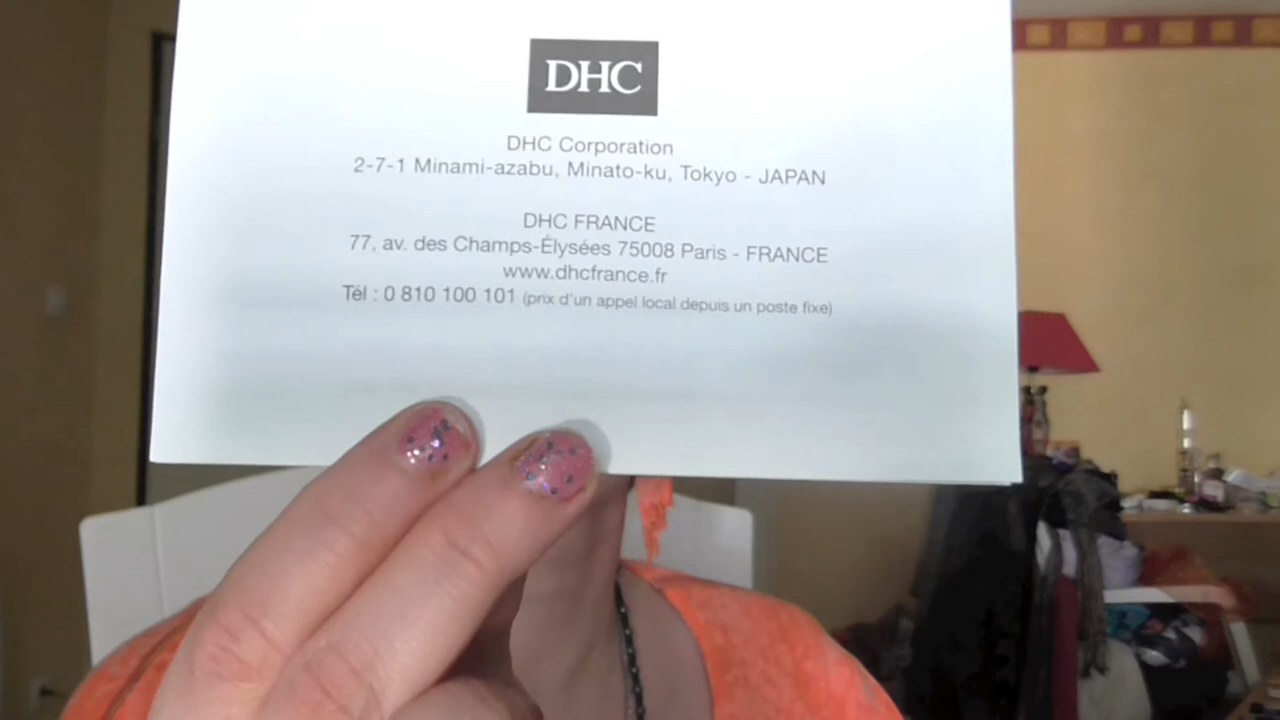 DHC
DHC Corporation
2-7-1 Minami-azabu, Minato-ku, Tokyo - JAPAN
DHC FRANCE
77, av. des Champs-Élysées 75008 Paris - FRANCE
www.dhcfrance.fr
Tél : 0 810 100 101 (prix d'un appel local depuis un poste fixe)